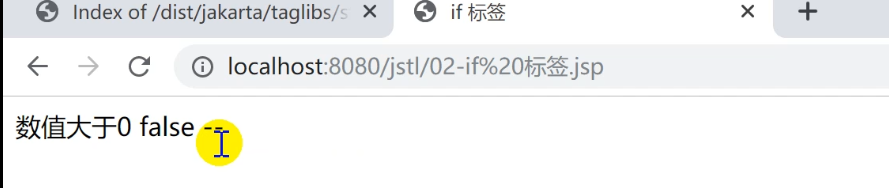 Index of /dist/jakarta/taglibs/s
if 标签
localhost:8080/jstl/02-if%20标签.jsp
数值大于0 false --